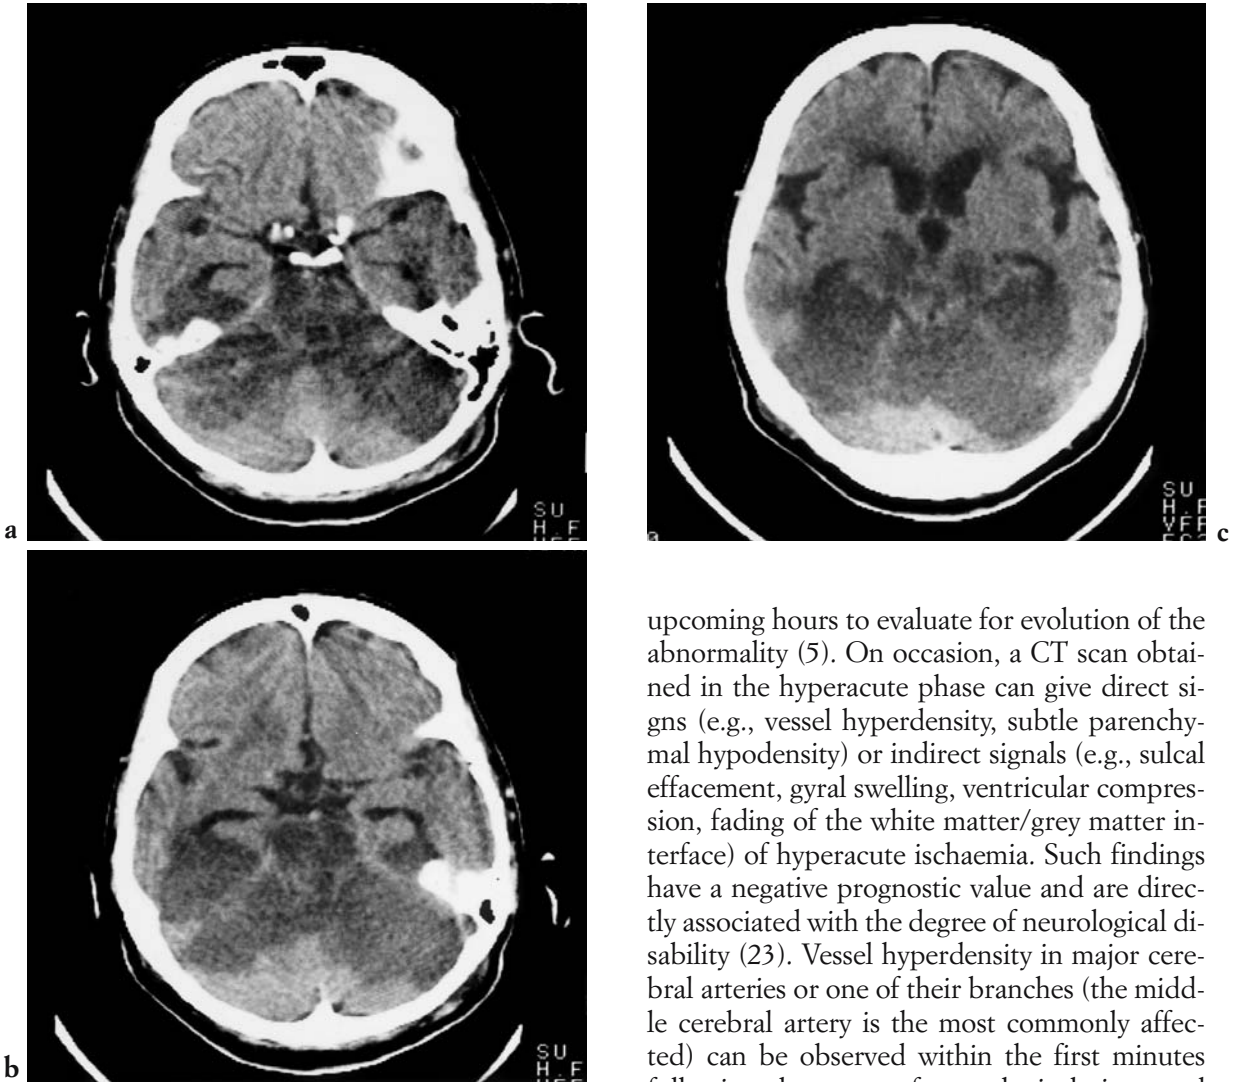 SU
H.F
a
SU
H.F
VFF
c
SU
H.F
b
upcoming hours to evaluate for evolution of the
abnormality (5). On occasion, a CT scan obtai-
ned in the hyperacute phase can give direct si-
gns (e.g., vessel hyperdensity, subtle parenchy-
mal hypodensity) or indirect signals (e.g., sulcal
effacement, gyral swelling, ventricular compres-
sion, fading of the white matter/grey matter in-
terface) of hyperacute ischaemia. Such findings
have a negative prognostic value and are direc-
tly associated with the degree of neurological di-
sability (23). Vessel hyperdensity in major cere-
bral arteries or one of their branches (the midd-
le cerebral artery is the most commonly affec-
ted) can be observed within the first minutes